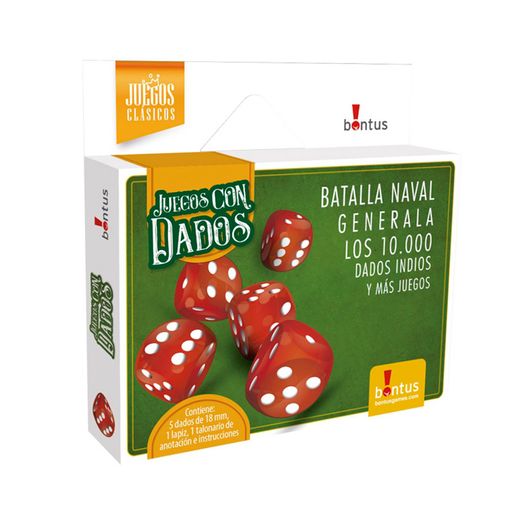 JUEGOS
CLÁSICOS
bontus
bontus
JUEGOS CON
DADOS
BATALLA NAVAL
GENERALA
LOS 10.000
DADOS INDIOS
Y MÁS JUEGOS
JUEGOS CON
DADOS
Contiene:
5 dados de 18 mm,
1 lapiz, 1 talonario de
anotación e instrucciones
bontus
bontusgames.com